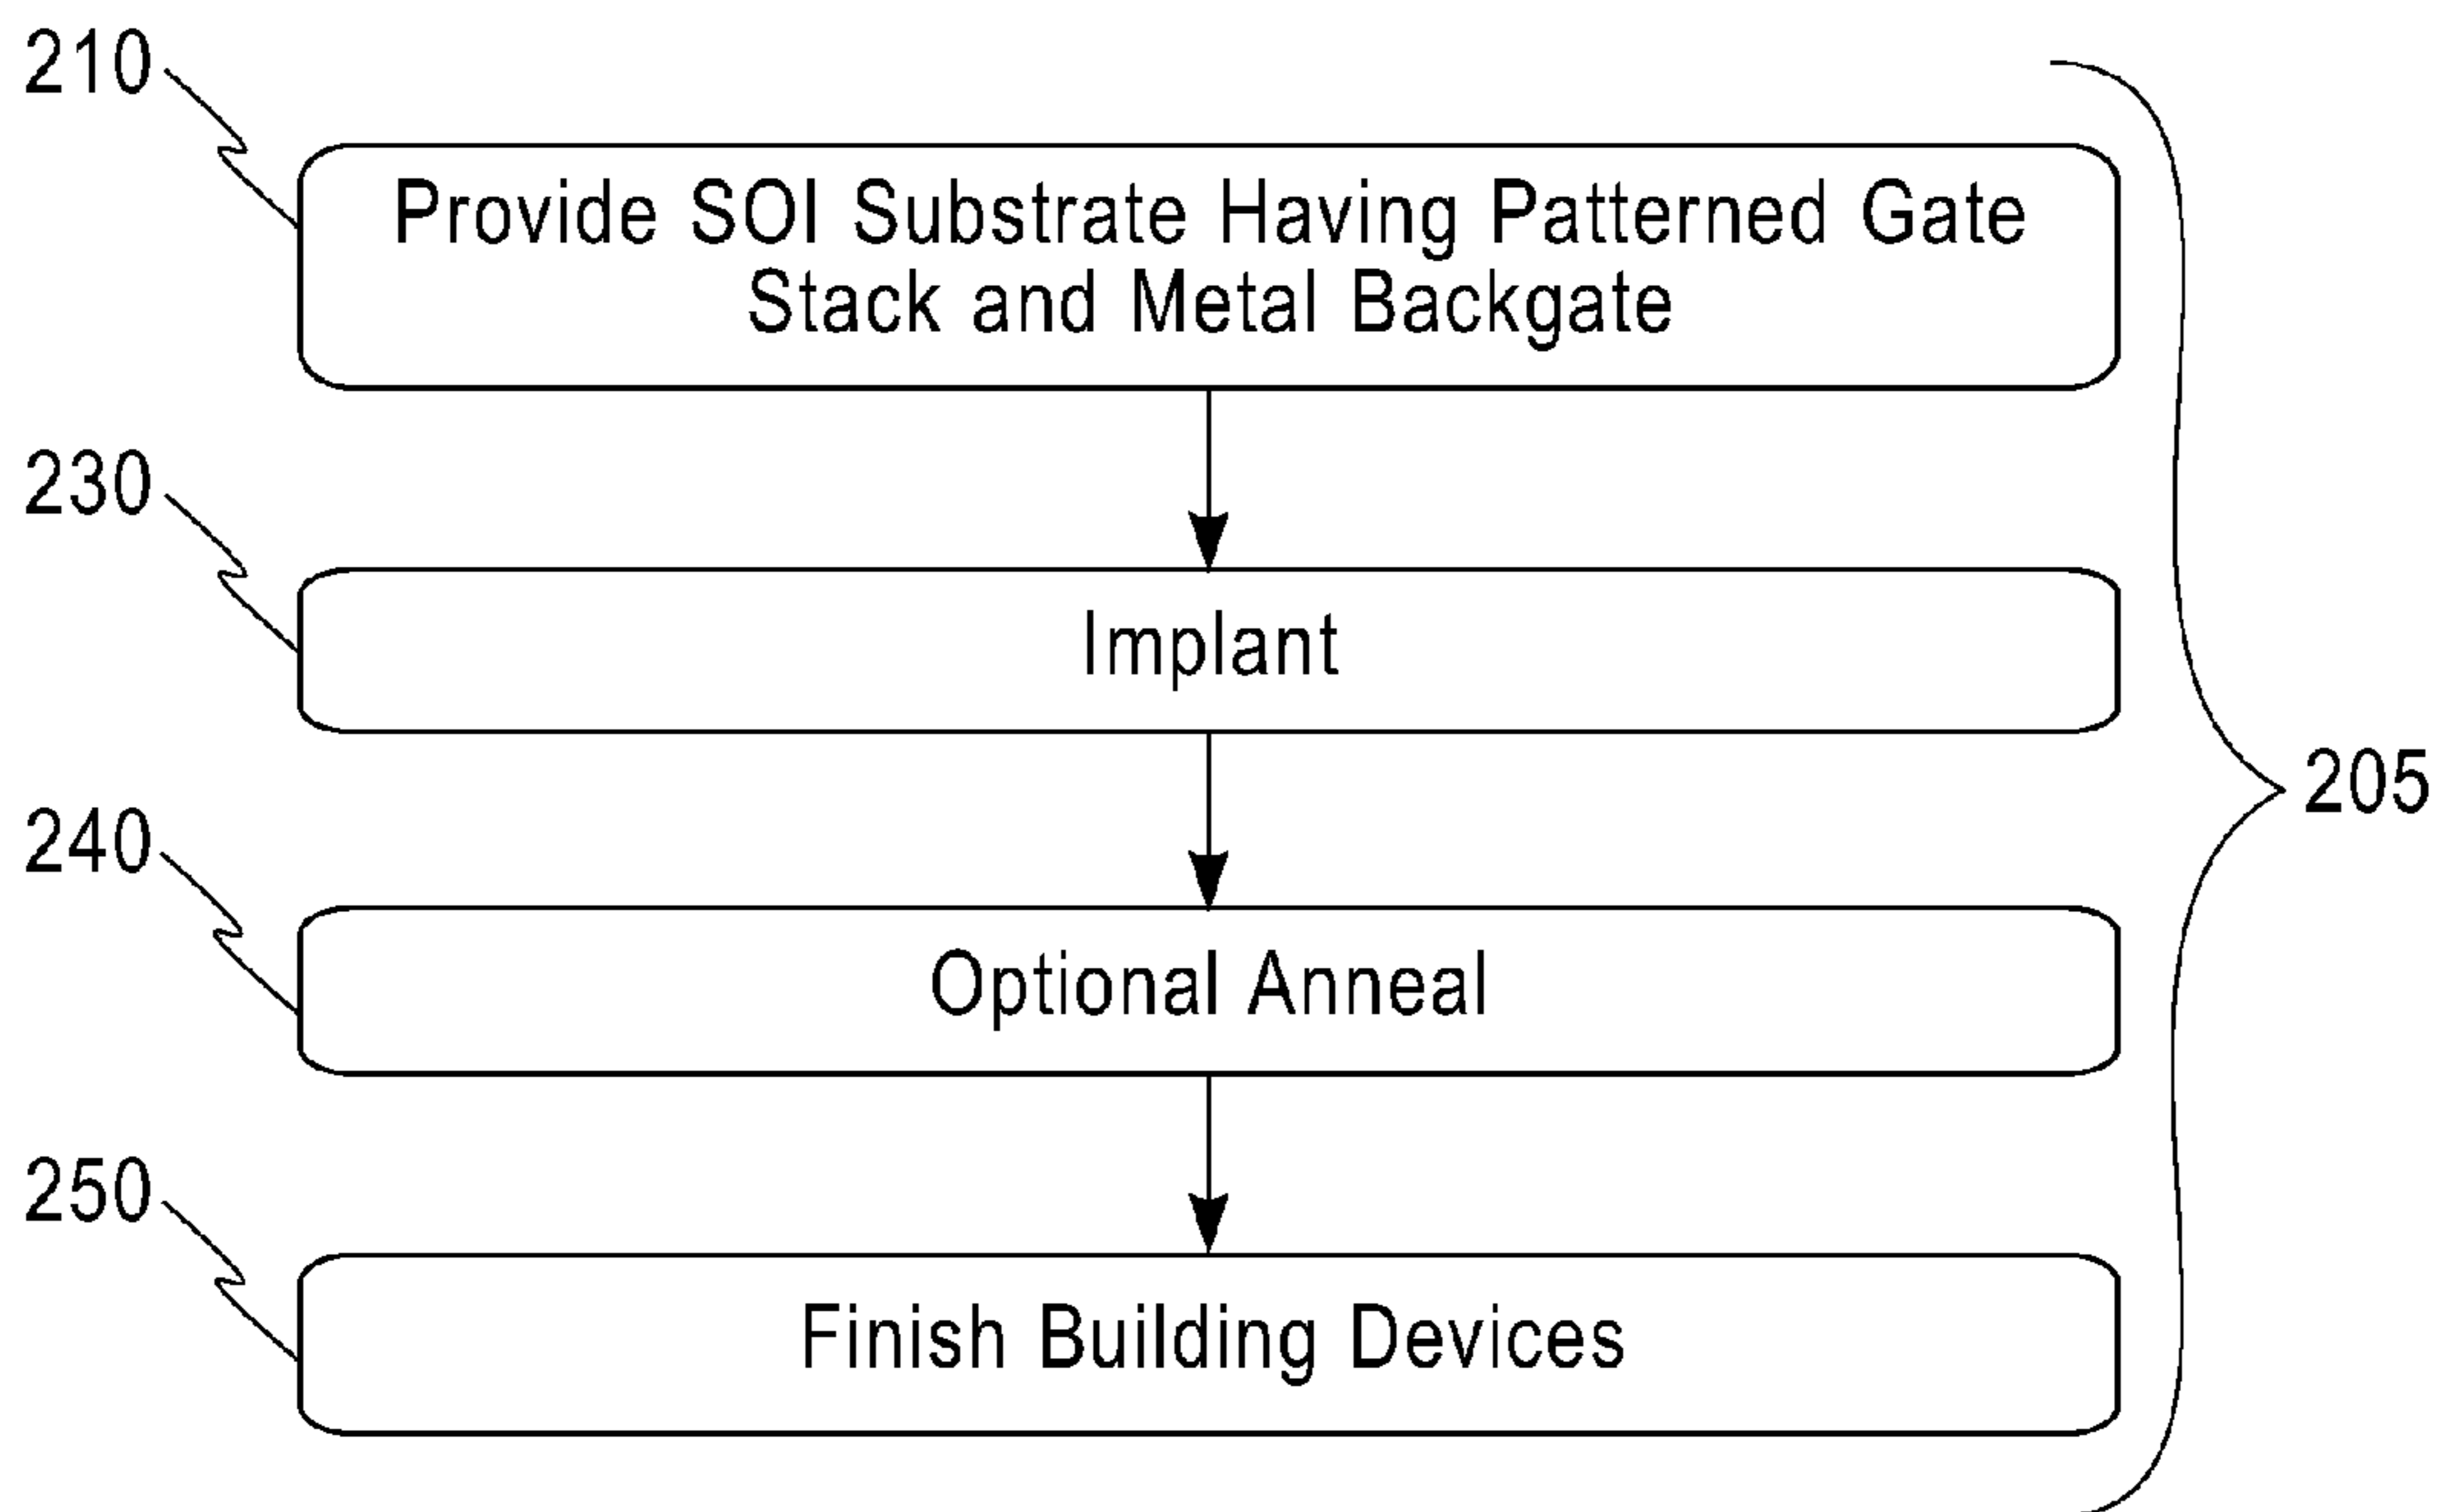 210
Provide SOI Substrate Having Patterned Gate
Stack and Metal Backgate
230
Implant
205
240
Optional Anneal
250
Finish Building Devices